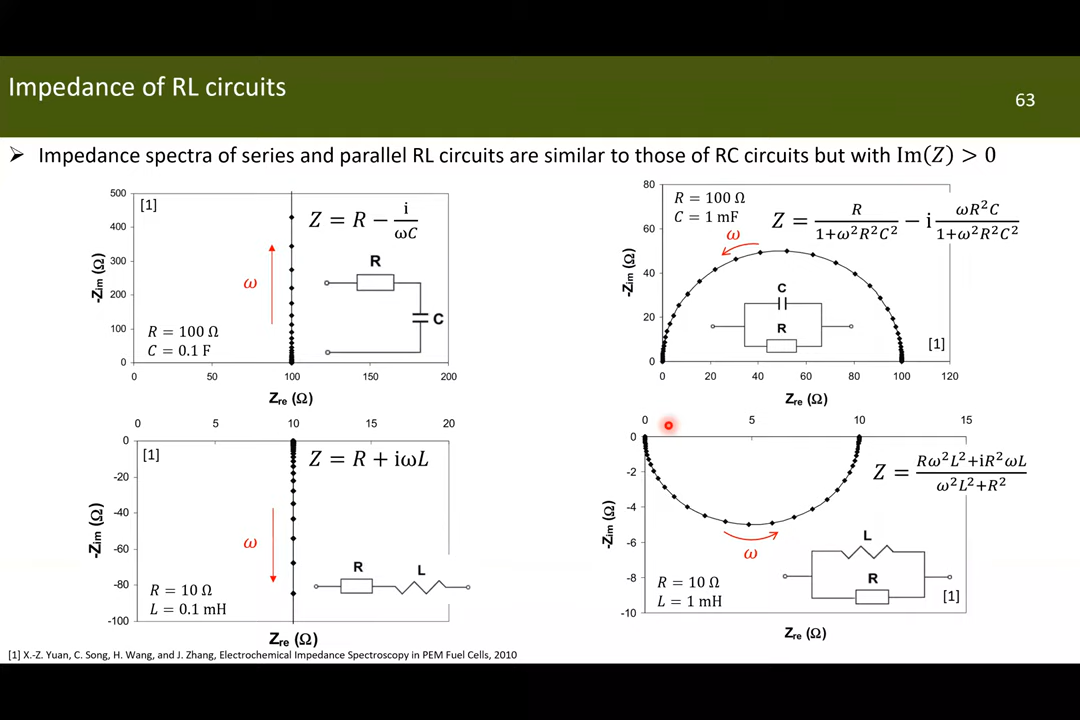 Impedance of RL circuits
63
➢ Impedance spectra of series and parallel RL circuits are similar to those of RC circuits but with Im(Z) > 0
500
400
300
200
100
0
-Zim (Ω)
[1]
Z = R − i/ωC
ω
R
C
R = 100 Ω
C = 0.1 F
0 50 100 150 200
Zre (Ω)
80
60
40
20
0
-Zim (Ω)
R = 100 Ω
C = 1 mF
Z = R/(1+ω²R²C²) − i ωR²C/(1+ω²R²C²)
ω
C
R
[1]
0 20 40 60 80 100 120
Zre (Ω)
0 5 10 15 20
0
-20
-40
-60
-80
-100
-Zim (Ω)
[1]
Z = R + iωL
ω
R L
R = 10 Ω
L = 0.1 mH
Zre (Ω)
0 5 10 15
0
-2
-4
-6
-8
-10
-Zim (Ω)
Z = (Rω²L²+iR²ωL)/(ω²L²+R²)
ω
L
R
R = 10 Ω
L = 1 mH
[1]
Zre (Ω)
[1] X.-Z. Yuan, C. Song, H. Wang, and J. Zhang, Electrochemical Impedance Spectroscopy in PEM Fuel Cells, 2010